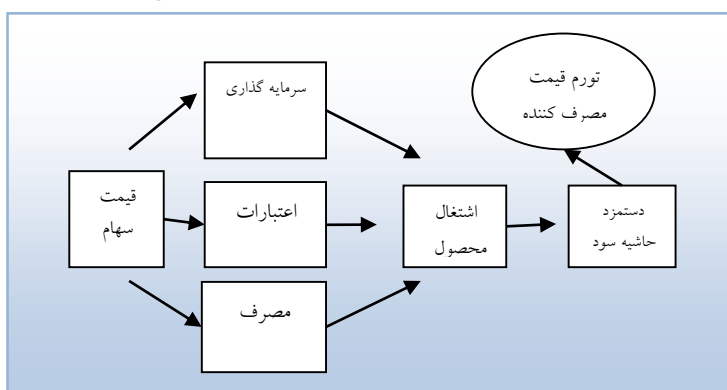 تورم قیمت
مصرف کننده
سرمایه گذاری
قیمت
سهام
اعتبارات
اشتغال
محصول
دستمزد
حاشیه سود
مصرف